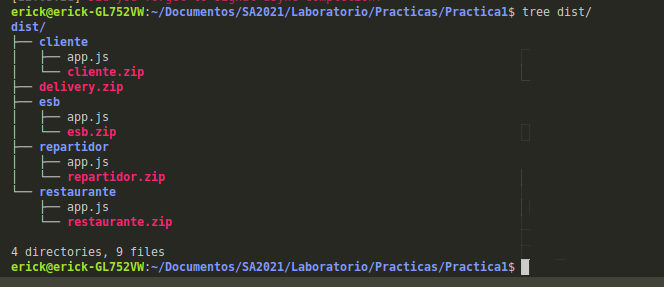 erick@erick-GL752VW:~/Documentos/SA2021/Laboratorio/Practicas/Practica1$ tree dist/
dist/
├── cliente
│   ├── app.js
│   └── cliente.zip
├── delivery.zip
├── esb
│   ├── app.js
│   └── esb.zip
├── repartidor
│   ├── app.js
│   └── repartidor.zip
└── restaurante
    ├── app.js
    └── restaurante.zip

4 directories, 9 files
erick@erick-GL752VW:~/Documentos/SA2021/Laboratorio/Practicas/Practica1$